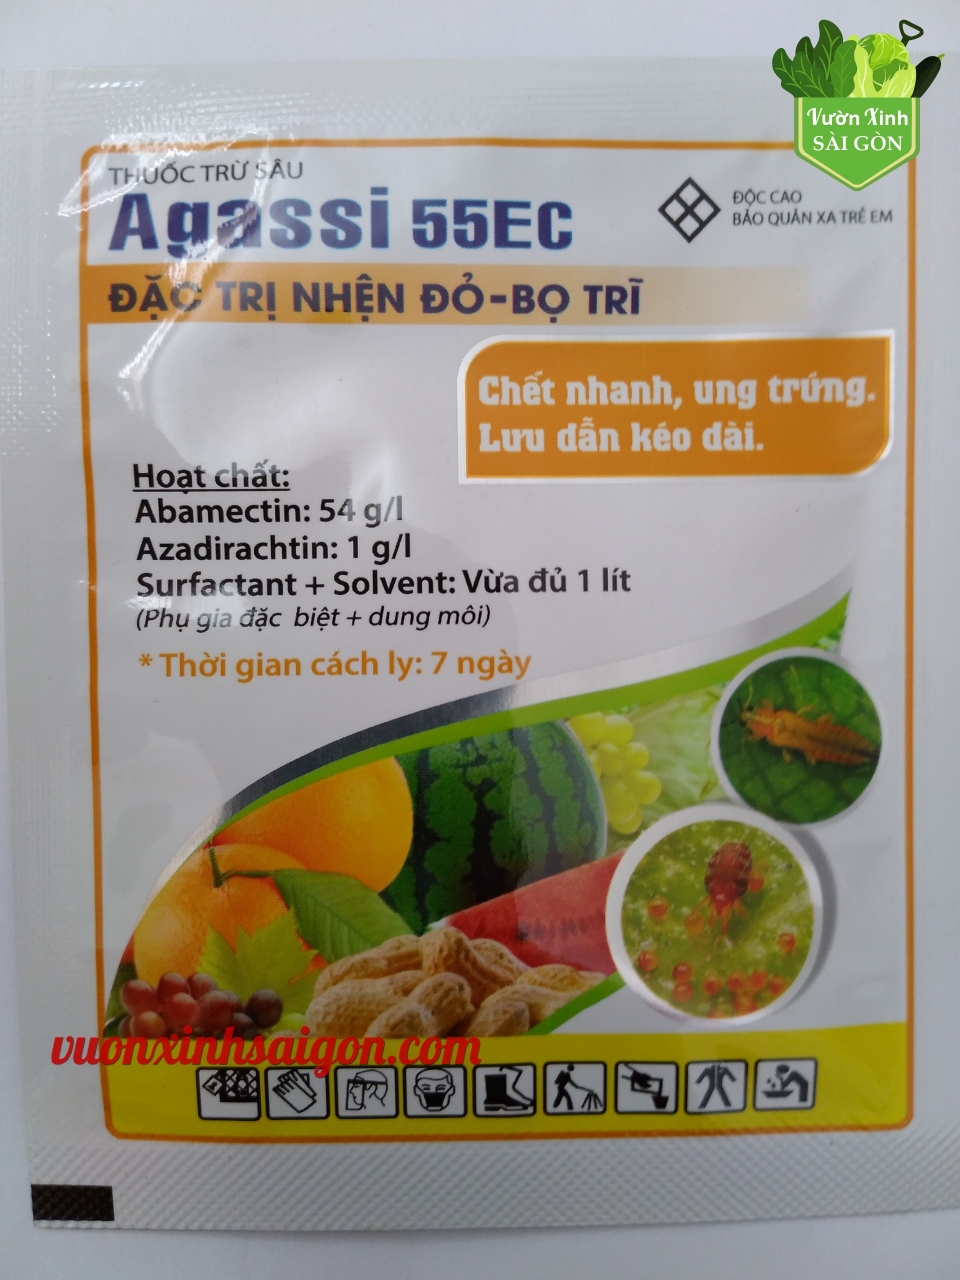 Vườn Xinh
SÀI GÒN
THUỐC TRỪ SÂU
Agassi 55EC
ĐỘC CAO
BẢO QUẢN XA TRẺ EM
ĐẶC TRỊ NHỆN ĐỎ-BỌ TRĨ
Chết nhanh, ung trứng.
Lưu dẫn kéo dài.
Hoạt chất:
Abamectin: 54 g/l
Azadirachtin: 1 g/l
Surfactant + Solvent: Vừa đủ 1 lít
(Phụ gia đặc biệt + dung môi)
* Thời gian cách ly: 7 ngày
vuonxinhsaigon.com